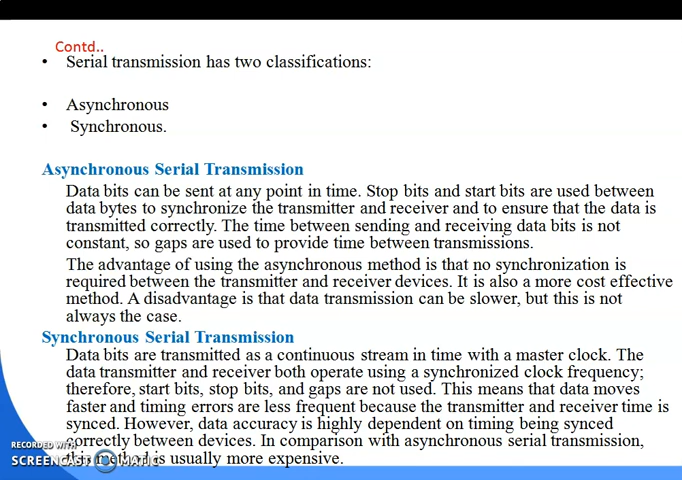 Contd..
• Serial transmission has two classifications:
• Asynchronous
• Synchronous.
Asynchronous Serial Transmission
Data bits can be sent at any point in time. Stop bits and start bits are used between
data bytes to synchronize the transmitter and receiver and to ensure that the data is
transmitted correctly. The time between sending and receiving data bits is not
constant, so gaps are used to provide time between transmissions.
The advantage of using the asynchronous method is that no synchronization is
required between the transmitter and receiver devices. It is also a more cost effective
method. A disadvantage is that data transmission can be slower, but this is not
always the case.
Synchronous Serial Transmission
Data bits are transmitted as a continuous stream in time with a master clock. The
data transmitter and receiver both operate using a synchronized clock frequency;
therefore, start bits, stop bits, and gaps are not used. This means that data moves
faster and timing errors are less frequent because the transmitter and receiver time is
synced. However, data accuracy is highly dependent on timing being synced
correctly between devices. In comparison with asynchronous serial transmission,
this method is usually more expensive.
RECORDED WITH
SCREENCAST MATIC